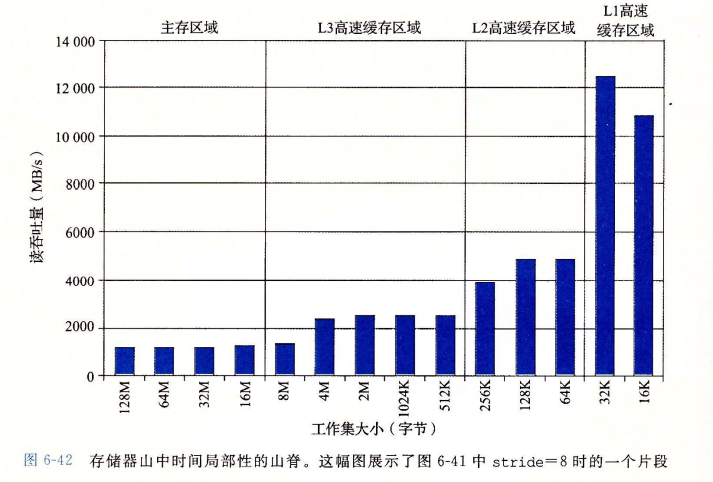 主存区域 L3高速缓存区域 L2高速缓存区域 L1高速
缓存区域
14 000
12 000
10 000
8000
6000
4000
2000
0
读吞吐量（MB/s）
128M 64M 32M 16M 8M 4M 2M 1024K 512K 256K 128K 64K 32K 16K
工作集大小（字节）
图 6-42 存储器山中时间局部性的山脊。这幅图展示了图 6-41 中 stride=8 时的一个片段